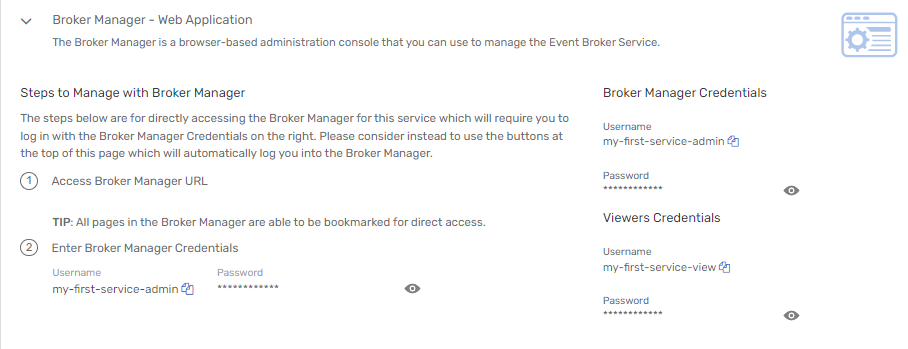 Broker Manager - Web Application
The Broker Manager is a browser-based administration console that you can use to manage the Event Broker Service.
Steps to Manage with Broker Manager
The steps below are for directly accessing the Broker Manager for this service which will require you to
log in with the Broker Manager Credentials on the right. Please consider instead to use the buttons at
the top of this page which will automatically log you into the Broker Manager.
1 Access Broker Manager URL
TIP: All pages in the Broker Manager are able to be bookmarked for direct access.
2 Enter Broker Manager Credentials
Username Password
my-first-service-admin ************
Broker Manager Credentials
Username
my-first-service-admin
Password
************
Viewers Credentials
Username
my-first-service-view
Password
************